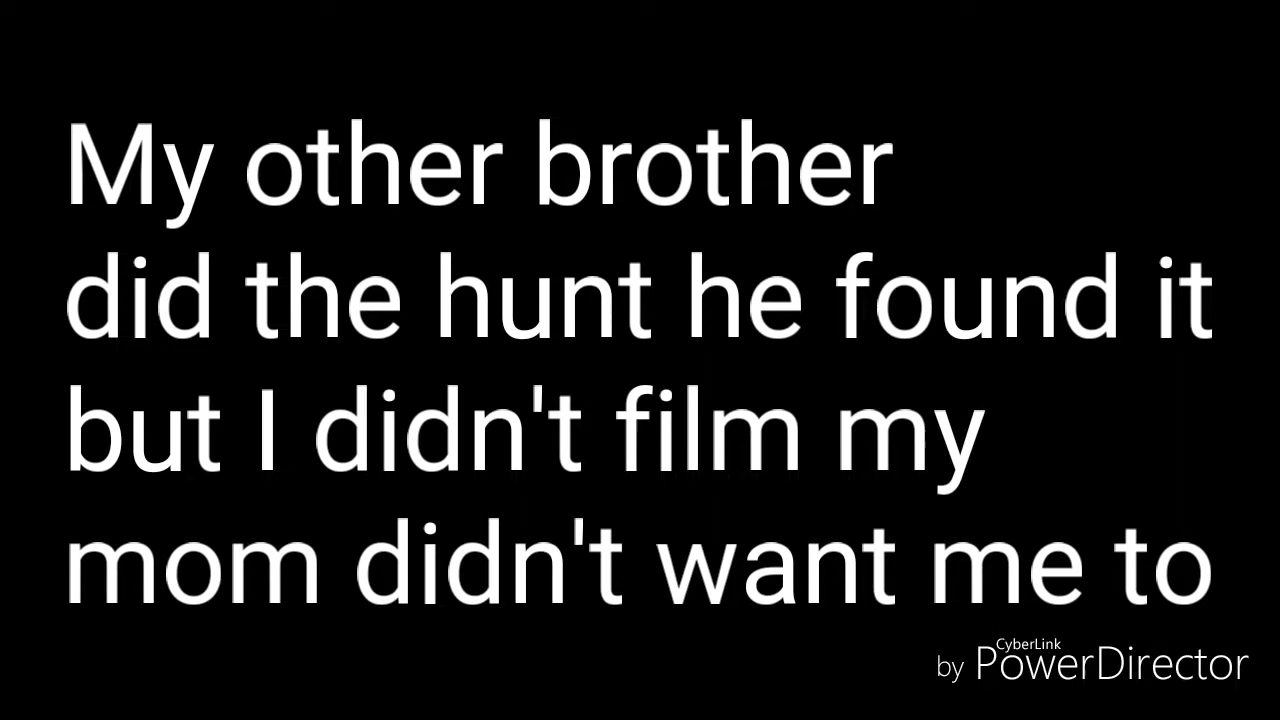 My other brother
did the hunt he found it
but I didn't film my
mom didn't want me to
CyberLink
by PowerDirector